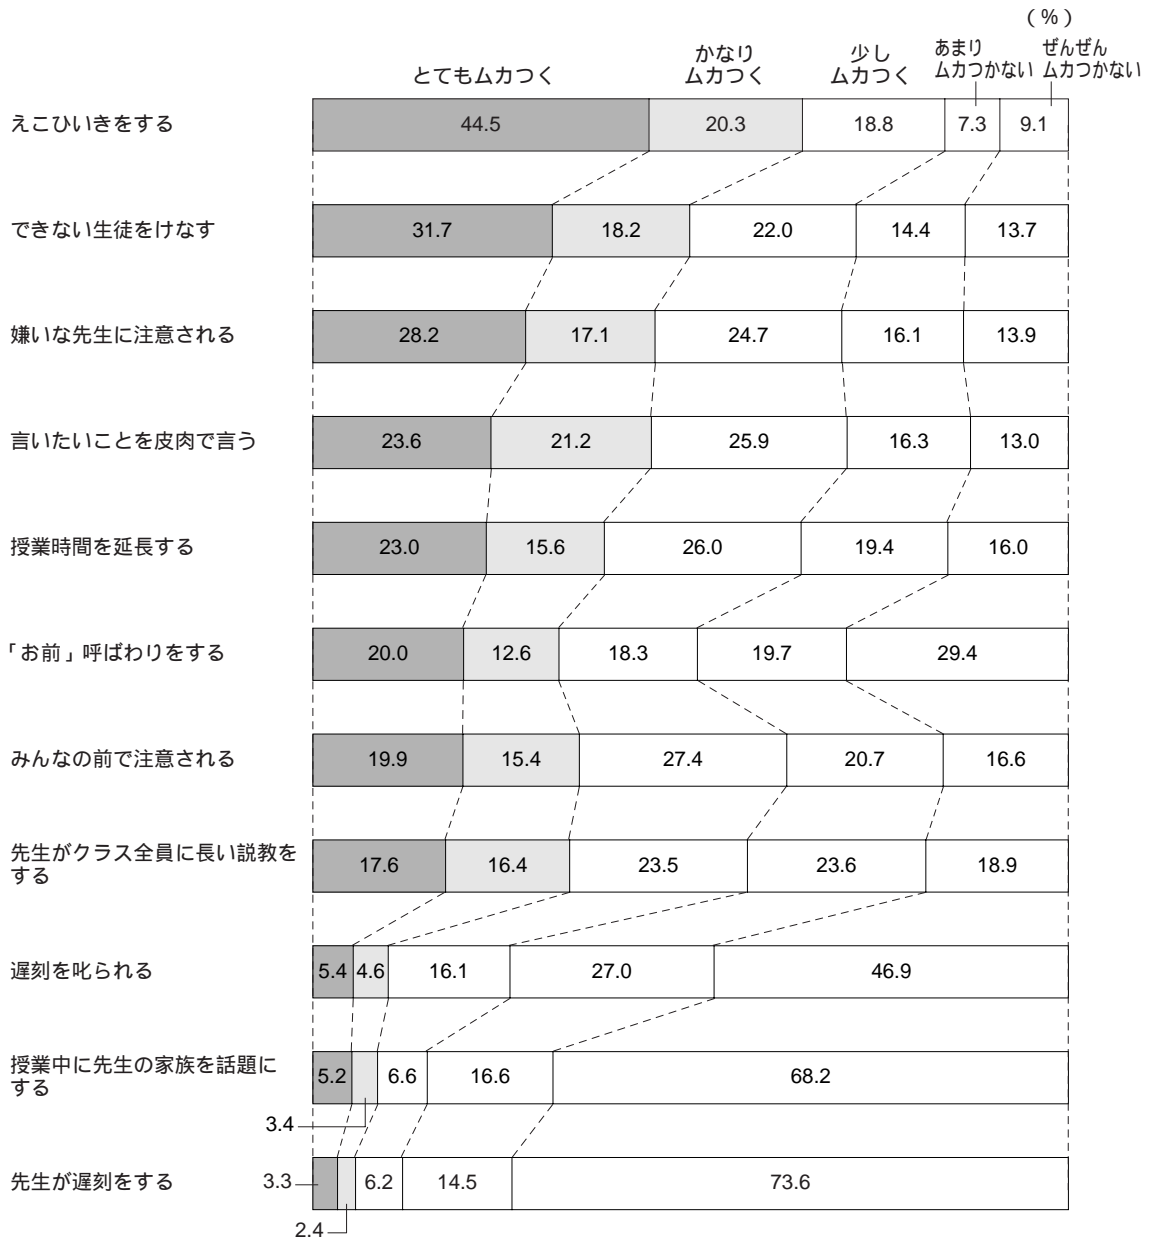 （％）
とてもムカつく
かなり
ムカつく
少し
ムカつく
あまり
ムカつかない
ぜんぜん
ムカつかない
えこひいきをする
44.5 20.3 18.8 7.3 9.1
できない生徒をけなす
31.7 18.2 22.0 14.4 13.7
嫌いな先生に注意される
28.2 17.1 24.7 16.1 13.9
言いたいことを皮肉で言う
23.6 21.2 25.9 16.3 13.0
授業時間を延長する
23.0 15.6 26.0 19.4 16.0
「お前」呼ばわりをする
20.0 12.6 18.3 19.7 29.4
みんなの前で注意される
19.9 15.4 27.4 20.7 16.6
先生がクラス全員に長い説教を
する
17.6 16.4 23.5 23.6 18.9
遅刻を叱られる
5.4 4.6 16.1 27.0 46.9
授業中に先生の家族を話題に
する
5.2 3.4 6.6 16.6 68.2
先生が遅刻をする
3.3 2.4 6.2 14.5 73.6